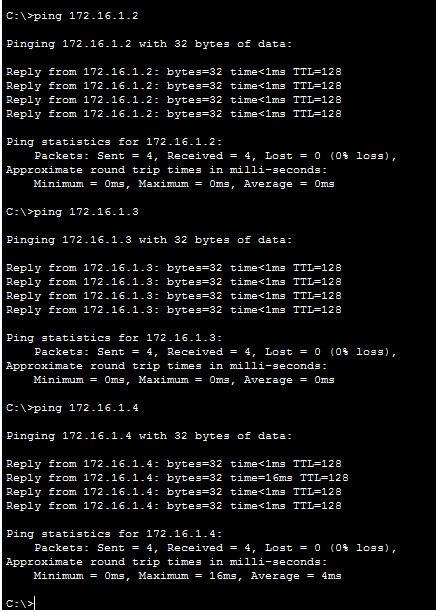 C:\>ping 172.16.1.2
Pinging 172.16.1.2 with 32 bytes of data:
Reply from 172.16.1.2: bytes=32 time<1ms TTL=128
Reply from 172.16.1.2: bytes=32 time<1ms TTL=128
Reply from 172.16.1.2: bytes=32 time<1ms TTL=128
Reply from 172.16.1.2: bytes=32 time<1ms TTL=128
Ping statistics for 172.16.1.2:
    Packets: Sent = 4, Received = 4, Lost = 0 (0% loss),
Approximate round trip times in milli-seconds:
    Minimum = 0ms, Maximum = 0ms, Average = 0ms
C:\>ping 172.16.1.3
Pinging 172.16.1.3 with 32 bytes of data:
Reply from 172.16.1.3: bytes=32 time<1ms TTL=128
Reply from 172.16.1.3: bytes=32 time<1ms TTL=128
Reply from 172.16.1.3: bytes=32 time<1ms TTL=128
Reply from 172.16.1.3: bytes=32 time<1ms TTL=128
Ping statistics for 172.16.1.3:
    Packets: Sent = 4, Received = 4, Lost = 0 (0% loss),
Approximate round trip times in milli-seconds:
    Minimum = 0ms, Maximum = 0ms, Average = 0ms
C:\>ping 172.16.1.4
Pinging 172.16.1.4 with 32 bytes of data:
Reply from 172.16.1.4: bytes=32 time<1ms TTL=128
Reply from 172.16.1.4: bytes=32 time=16ms TTL=128
Reply from 172.16.1.4: bytes=32 time<1ms TTL=128
Reply from 172.16.1.4: bytes=32 time<1ms TTL=128
Ping statistics for 172.16.1.4:
    Packets: Sent = 4, Received = 4, Lost = 0 (0% loss),
Approximate round trip times in milli-seconds:
    Minimum = 0ms, Maximum = 16ms, Average = 4ms
C:\>